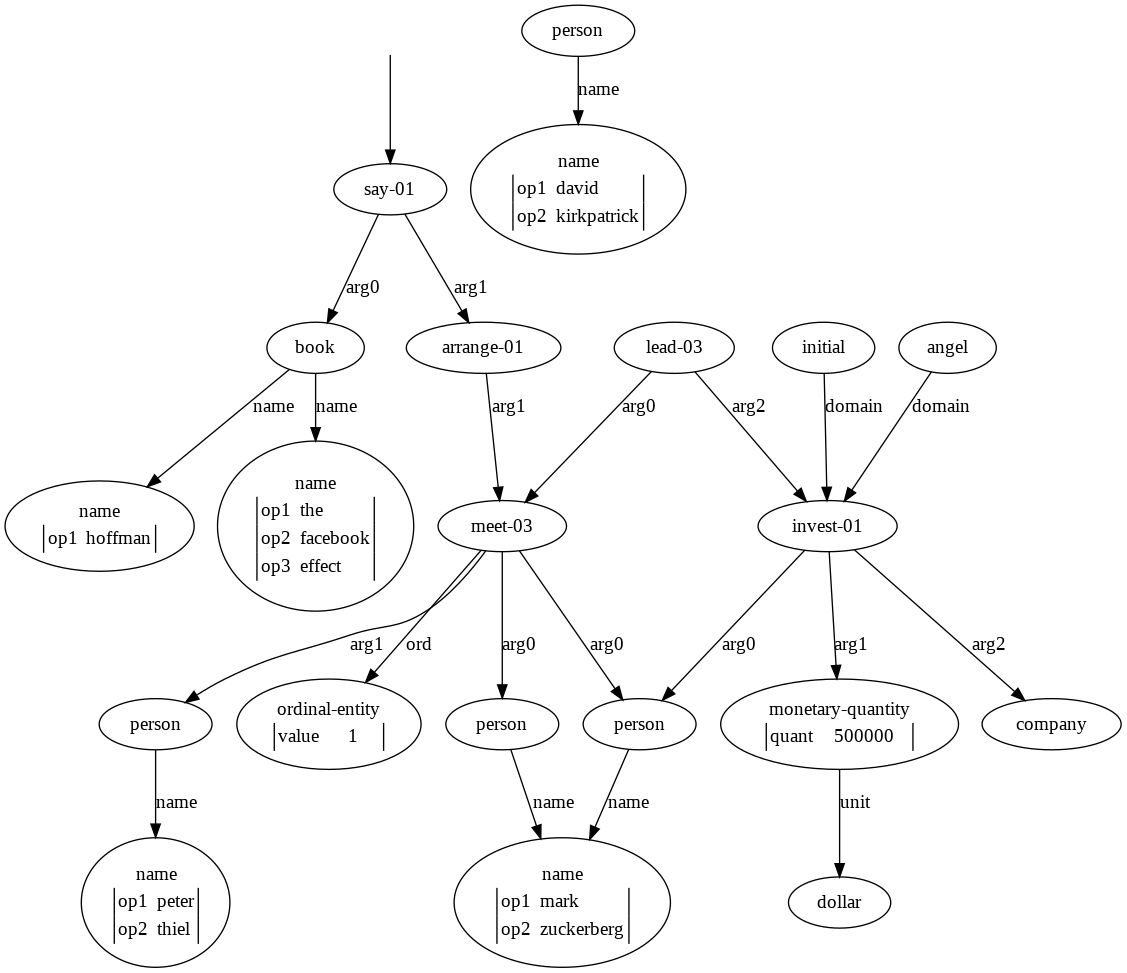 person
name
name
op1 david
op2 kirkpatrick
say-01
arg0
arg1
book
arrange-01
lead-03
initial
angel
name
name
arg1
arg0
arg2
domain
domain
name
op1 hoffman
name
op1 the
op2 facebook
op3 effect
meet-03
invest-01
arg1
ord
arg0
arg0
arg0
arg1
arg2
person
ordinal-entity
value 1
person
person
monetary-quantity
quant 500000
company
name
name
name
unit
name
op1 peter
op2 thiel
name
op1 mark
op2 zuckerberg
dollar